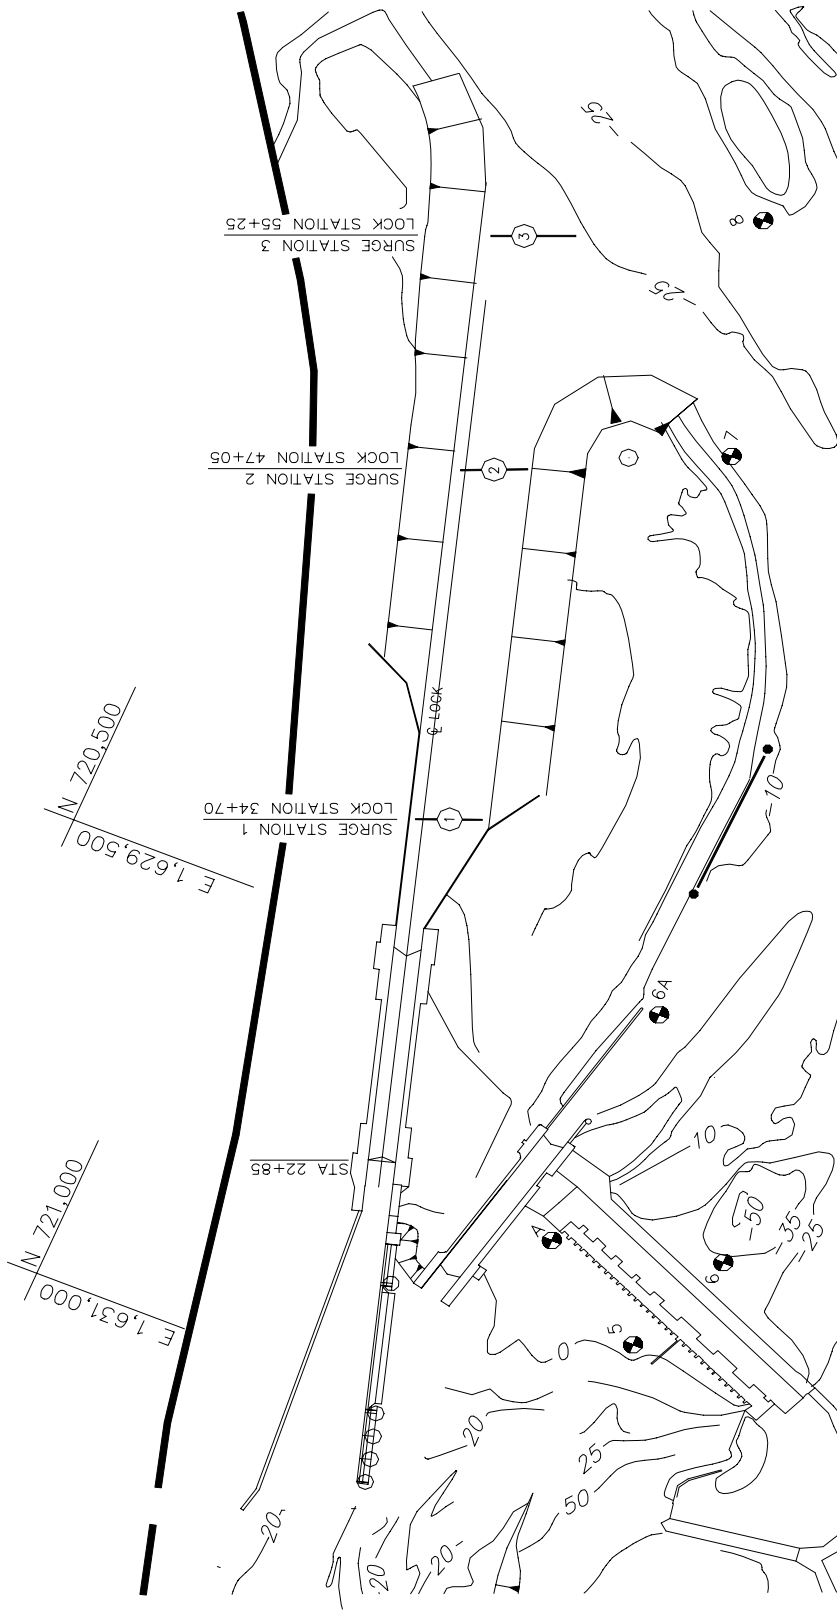 SURGE STATION 3
LOCK STATION 55+25
SURGE STATION 2
LOCK STATION 47+05
SURGE STATION 1
LOCK STATION 34+70
STA 22+85
℄ LOCK
N 720,500
E 1,629,500
N 721,000
E 1,631,000
3
2
1
-25
-25
8
7
-10
6A
10
-50
-35
-25
6
A
5
0
20
25
50
20-
-20-
-20